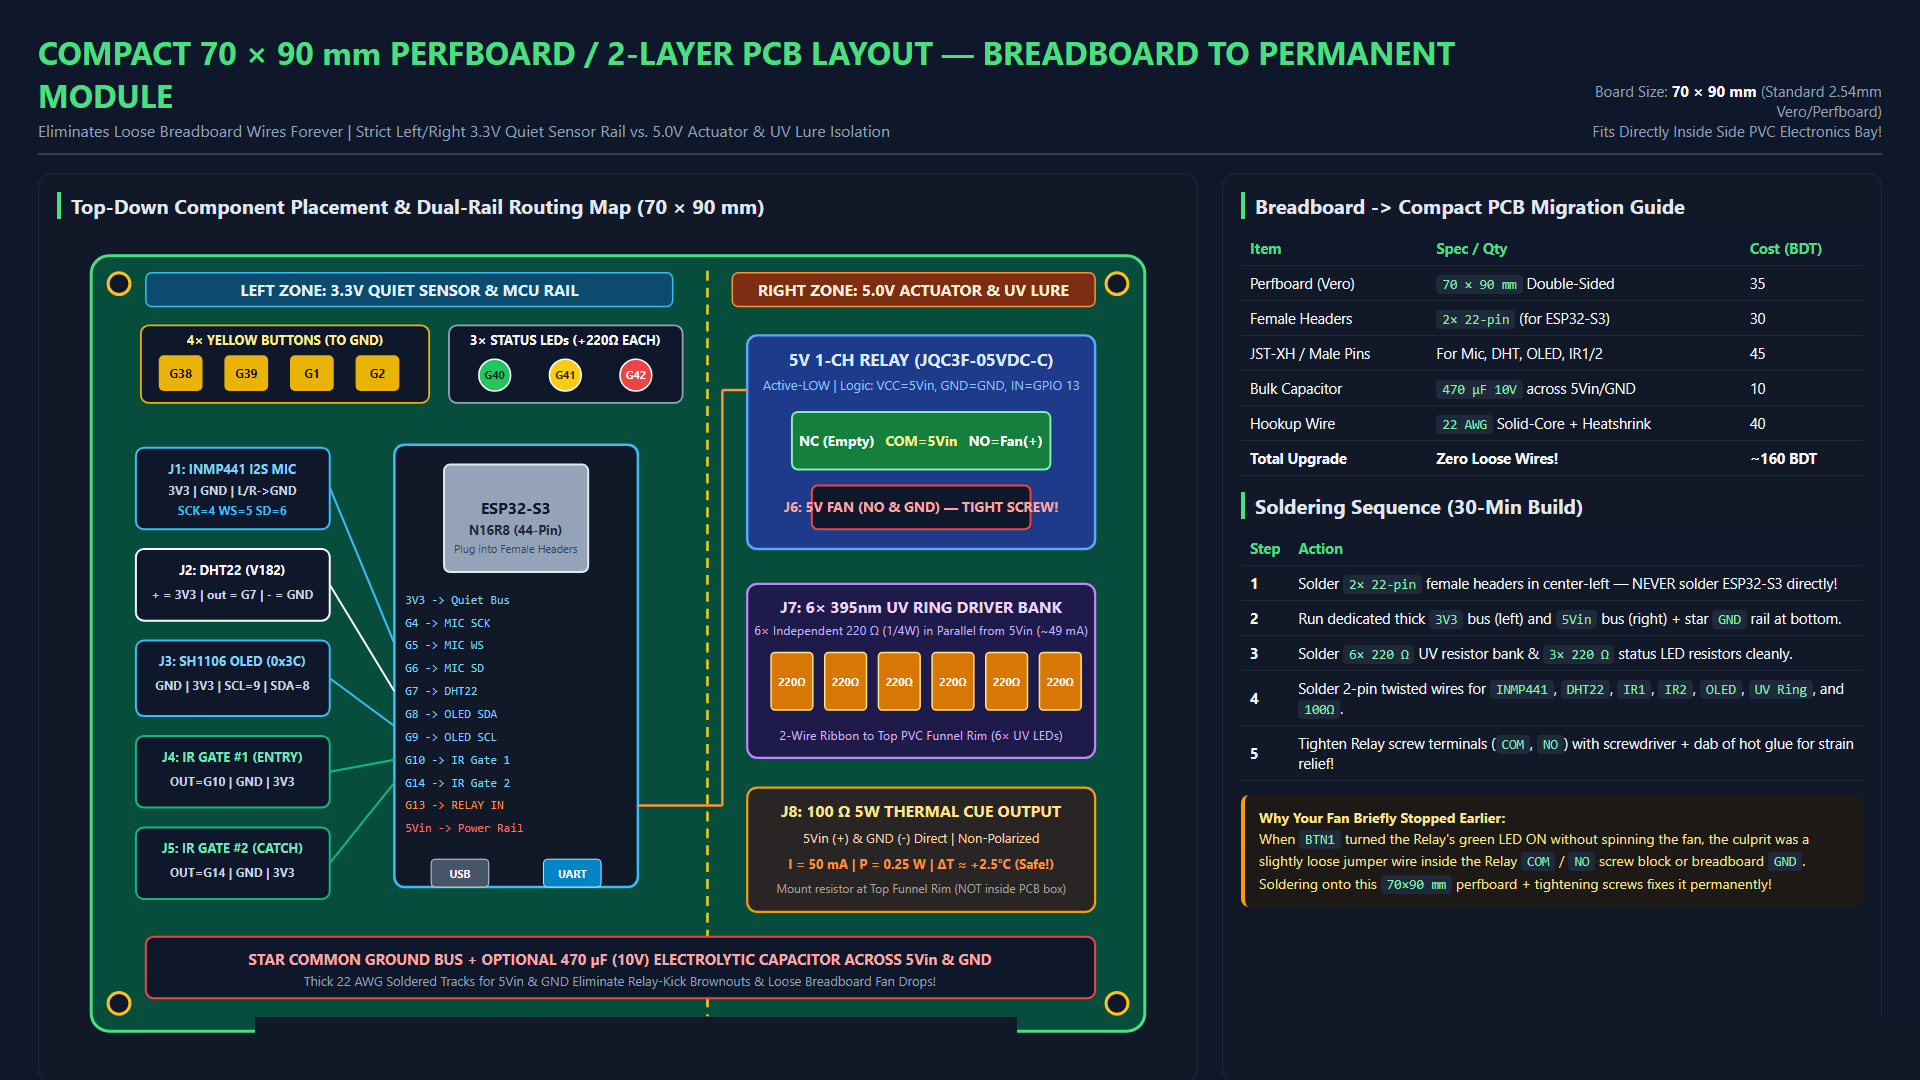 COMPACT 70 × 90 mm PERFBOARD / 2-LAYER PCB LAYOUT — BREADBOARD TO PERMANENT
MODULE
Eliminates Loose Breadboard Wires Forever | Strict Left/Right 3.3V Quiet Sensor Rail vs. 5.0V Actuator & UV Lure Isolation
Board Size: 70 × 90 mm (Standard 2.54mm
Vero/Perfboard)
Fits Directly Inside Side PVC Electronics Bay!
Top-Down Component Placement & Dual-Rail Routing Map (70 × 90 mm)
LEFT ZONE: 3.3V QUIET SENSOR & MCU RAIL
RIGHT ZONE: 5.0V ACTUATOR & UV LURE
4× YELLOW BUTTONS (TO GND)
G38 G39 G1 G2
3× STATUS LEDs (+220Ω EACH)
G40 G41 G42
J1: INMP441 I2S MIC
3V3 | GND | L/R->GND
SCK=4 WS=5 SD=6
J2: DHT22 (V182)
+ = 3V3 | out = G7 | - = GND
J3: SH1106 OLED (0x3C)
GND | 3V3 | SCL=9 | SDA=8
J4: IR GATE #1 (ENTRY)
OUT=G10 | GND | 3V3
J5: IR GATE #2 (CATCH)
OUT=G14 | GND | 3V3
ESP32-S3
N16R8 (44-Pin)
Plug into Female Headers
3V3 -> Quiet Bus
G4 -> MIC SCK
G5 -> MIC WS
G6 -> MIC SD
G7 -> DHT22
G8 -> OLED SDA
G9 -> OLED SCL
G10 -> IR Gate 1
G14 -> IR Gate 2
G13 -> RELAY IN
5Vin -> Power Rail
USB UART
5V 1-CH RELAY (JQC3F-05VDC-C)
Active-LOW | Logic: VCC=5Vin, GND=GND, IN=GPIO 13
NC (Empty) COM=5Vin NO=Fan(+)
J6: 5V FAN (NO & GND) — TIGHT SCREW!
J7: 6× 395nm UV RING DRIVER BANK
6× Independent 220 Ω (1/4W) in Parallel from 5Vin (~49 mA)
220Ω 220Ω 220Ω 220Ω 220Ω 220Ω
2-Wire Ribbon to Top PVC Funnel Rim (6× UV LEDs)
J8: 100 Ω 5W THERMAL CUE OUTPUT
5Vin (+) & GND (-) Direct | Non-Polarized
I = 50 mA | P = 0.25 W | ΔT ≈ +2.5°C (Safe!)
Mount resistor at Top Funnel Rim (NOT inside PCB box)
STAR COMMON GROUND BUS + OPTIONAL 470 µF (10V) ELECTROLYTIC CAPACITOR ACROSS 5Vin & GND
Thick 22 AWG Soldered Tracks for 5Vin & GND Eliminate Relay-Kick Brownouts & Loose Breadboard Fan Drops!
Breadboard -> Compact PCB Migration Guide
Item Spec / Qty Cost (BDT)
Perfboard (Vero) 70 × 90 mm Double-Sided 35
Female Headers 2× 22-pin (for ESP32-S3) 30
JST-XH / Male Pins For Mic, DHT, OLED, IR1/2 45
Bulk Capacitor 470 µF 10V across 5Vin/GND 10
Hookup Wire 22 AWG Solid-Core + Heatshrink 40
Total Upgrade Zero Loose Wires! ~160 BDT
Soldering Sequence (30-Min Build)
Step Action
1 Solder 2× 22-pin female headers in center-left — NEVER solder ESP32-S3 directly!
2 Run dedicated thick 3V3 bus (left) and 5Vin bus (right) + star GND rail at bottom.
3 Solder 6× 220 Ω UV resistor bank & 3× 220 Ω status LED resistors cleanly.
4 Solder 2-pin twisted wires for INMP441, DHT22, IR1, IR2, OLED, UV Ring, and
100Ω.
5 Tighten Relay screw terminals (COM, NO) with screwdriver + dab of hot glue for strain
relief!
Why Your Fan Briefly Stopped Earlier:
When BTN1 turned the Relay's green LED ON without spinning the fan, the culprit was a
slightly loose jumper wire inside the Relay COM / NO screw block or breadboard GND.
Soldering onto this 70×90 mm perfboard + tightening screws fixes it permanently!